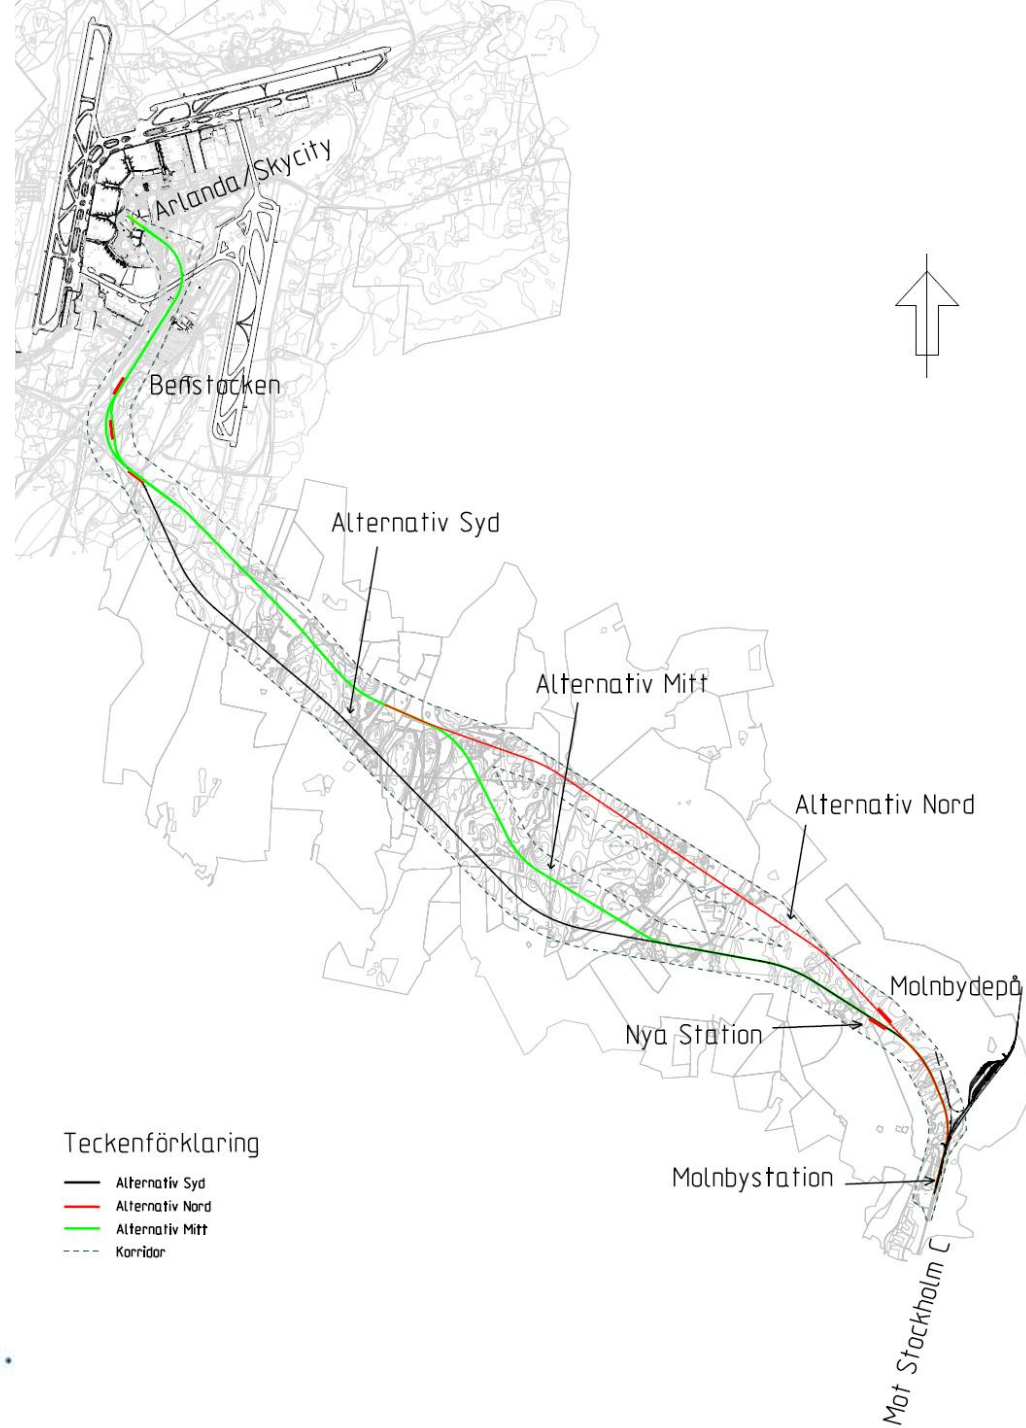 Arlanda/Skycity
Benstocken
Alternativ Syd
Alternativ Mitt
Alternativ Nord
Molnbydepå
Nya Station
Molnbystation
Mot Stockholm C
Teckenförklaring
Alternativ Syd
Alternativ Nord
Alternativ Mitt
Korridor